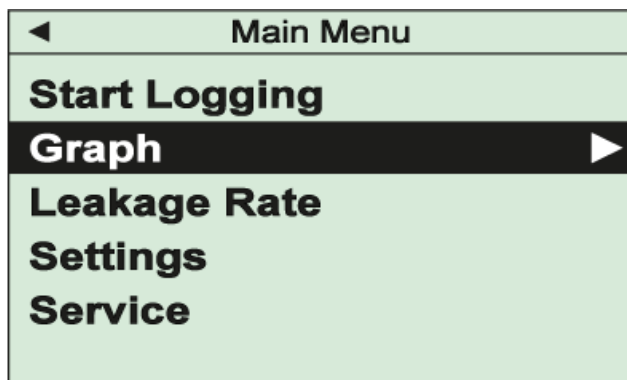 Main Menu
Start Logging
Graph
Leakage Rate
Settings
Service